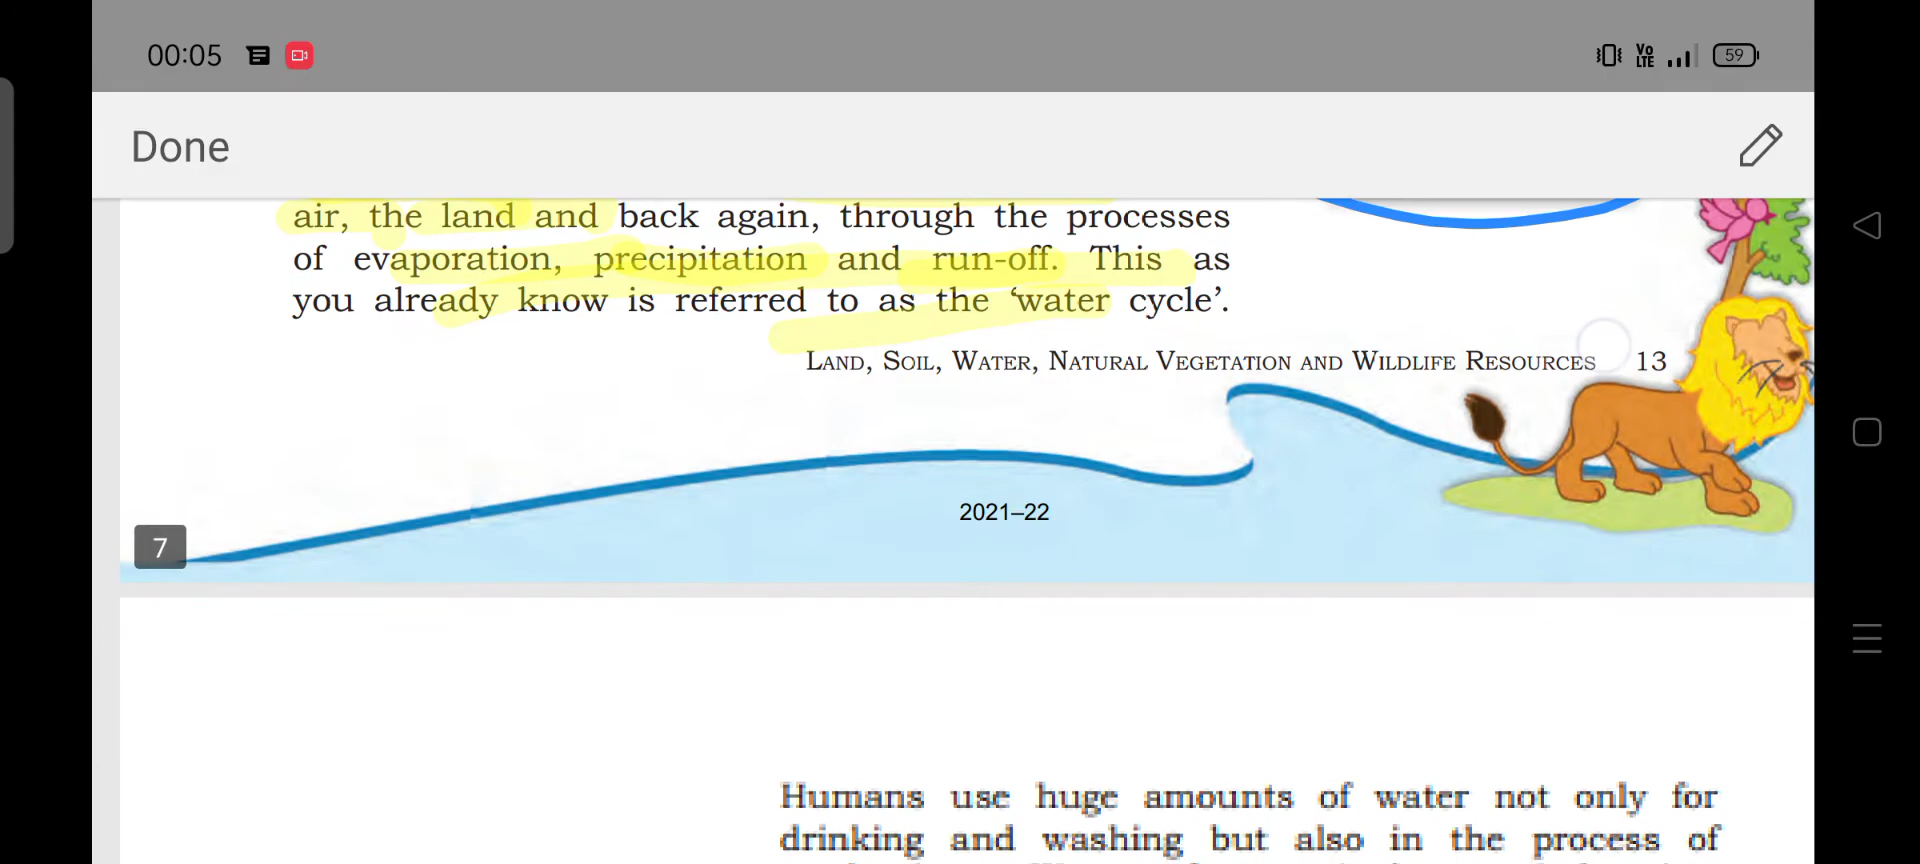 00:05
Vo
LTE
59
Done
air, the land and back again, through the processes
of evaporation, precipitation and run-off. This as
you already know is referred to as the ‘water cycle’.
Land, Soil, Water, Natural Vegetation and Wildlife Resources 13
2021–22
7
Humans use huge amounts of water not only for
drinking and washing but also in the process of